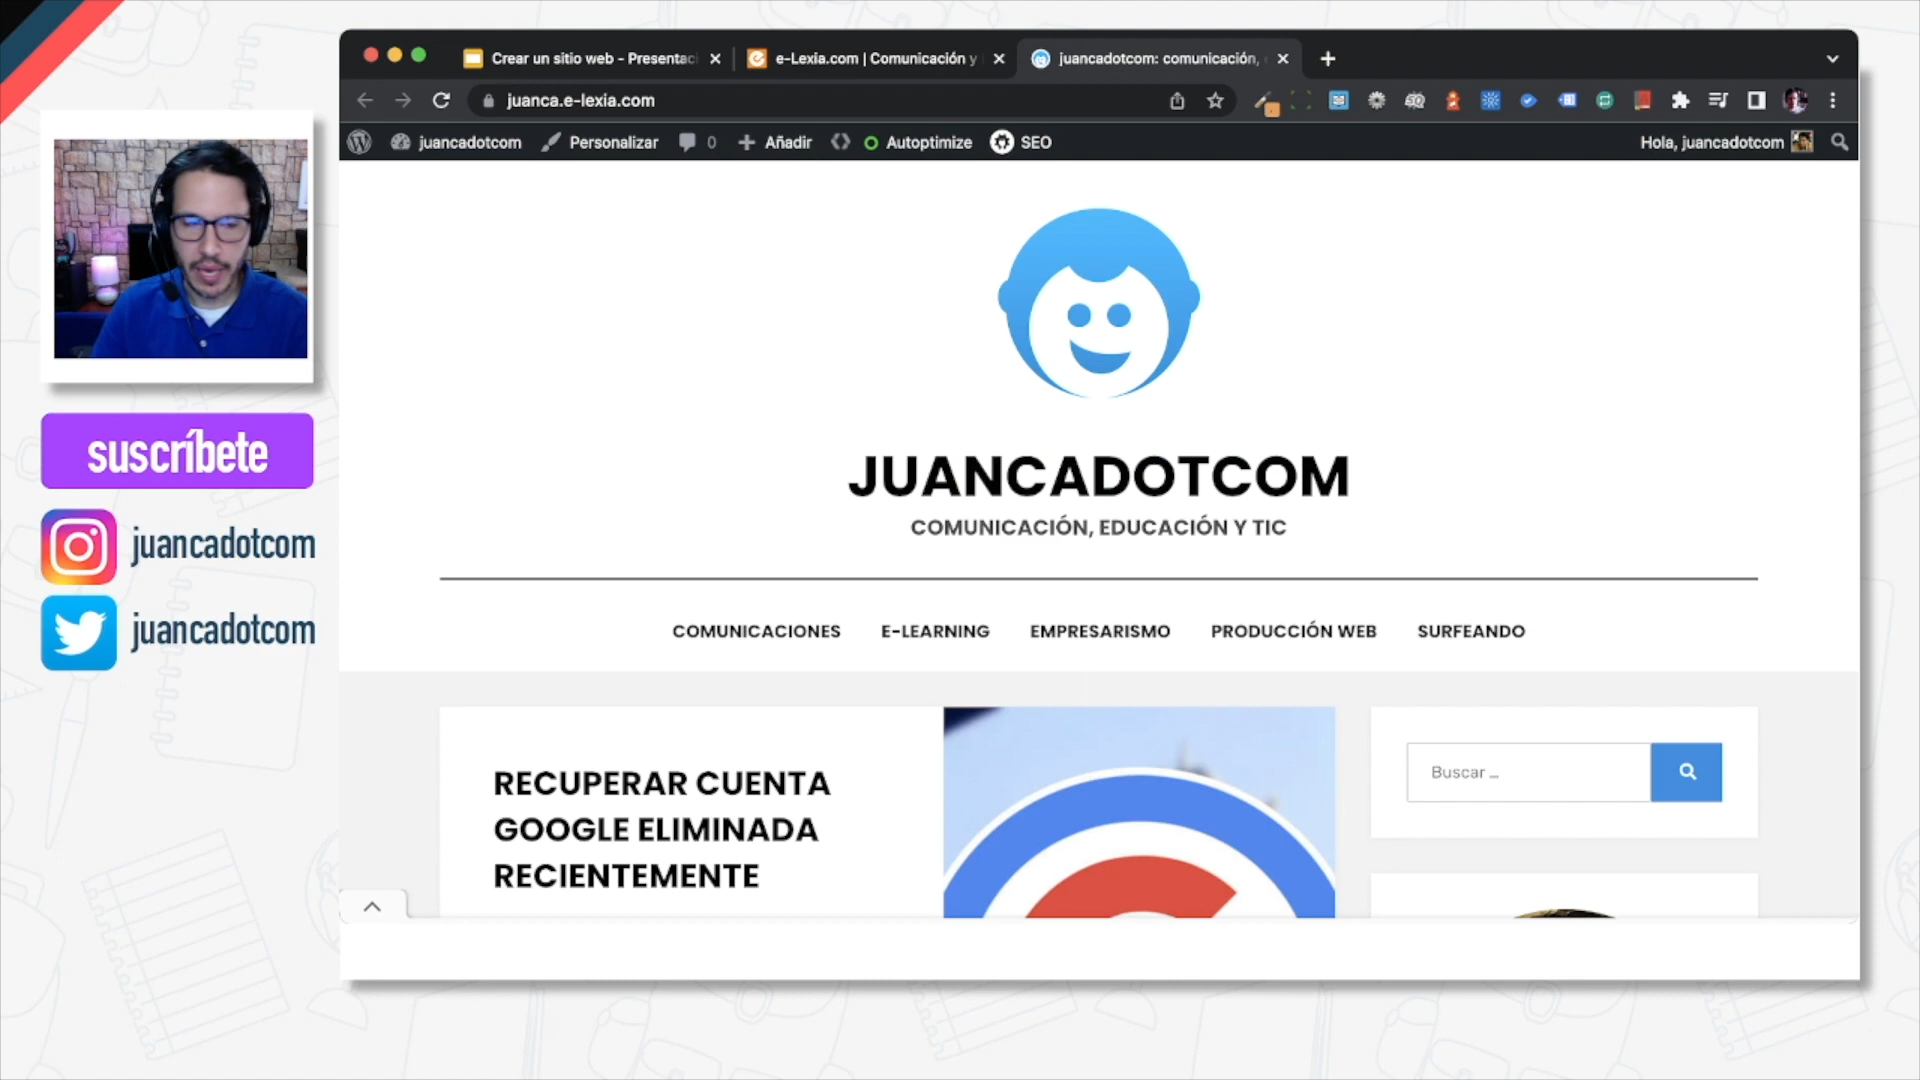 Crear un sitio web - Presentaci
e-Lexia.com | Comunicación y
juancadotcom: comunicación,
juanca.e-lexia.com
juancadotcom
Personalizar
0
Añadir
Autoptimize
SEO
Hola, juancadotcom
suscríbete
juancadotcom
juancadotcom
JUANCADOTCOM
COMUNICACIÓN, EDUCACIÓN Y TIC
COMUNICACIONES
E-LEARNING
EMPRESARISMO
PRODUCCIÓN WEB
SURFEANDO
RECUPERAR CUENTA
GOOGLE ELIMINADA
RECIENTEMENTE
Buscar ...